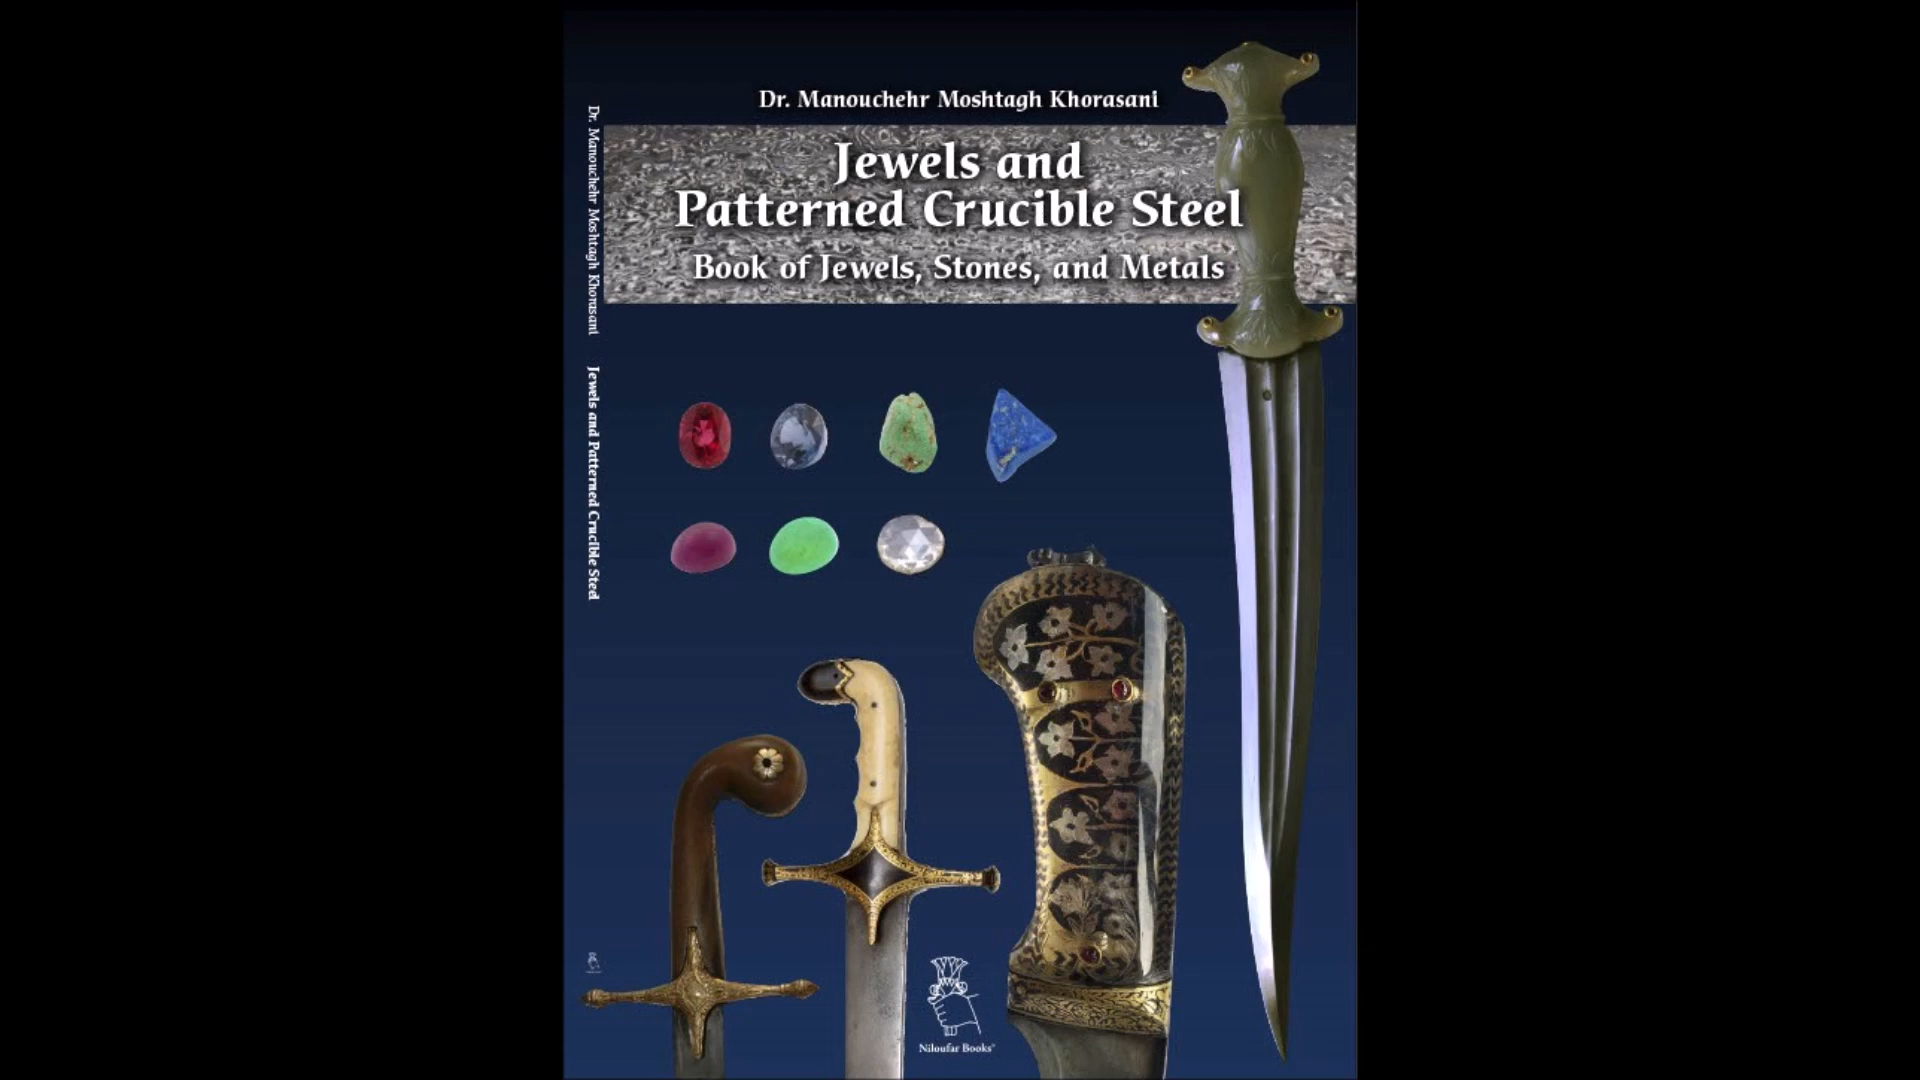 Dr. Manouchehr Moshtagh Khorasani
Jewels and
Patterned Crucible Steel
Book of Jewels, Stones, and Metals
Dr. Manouchehr Moshtagh Khorasani
Jewels and Patterned Crucible Steel
Niloufar Books®